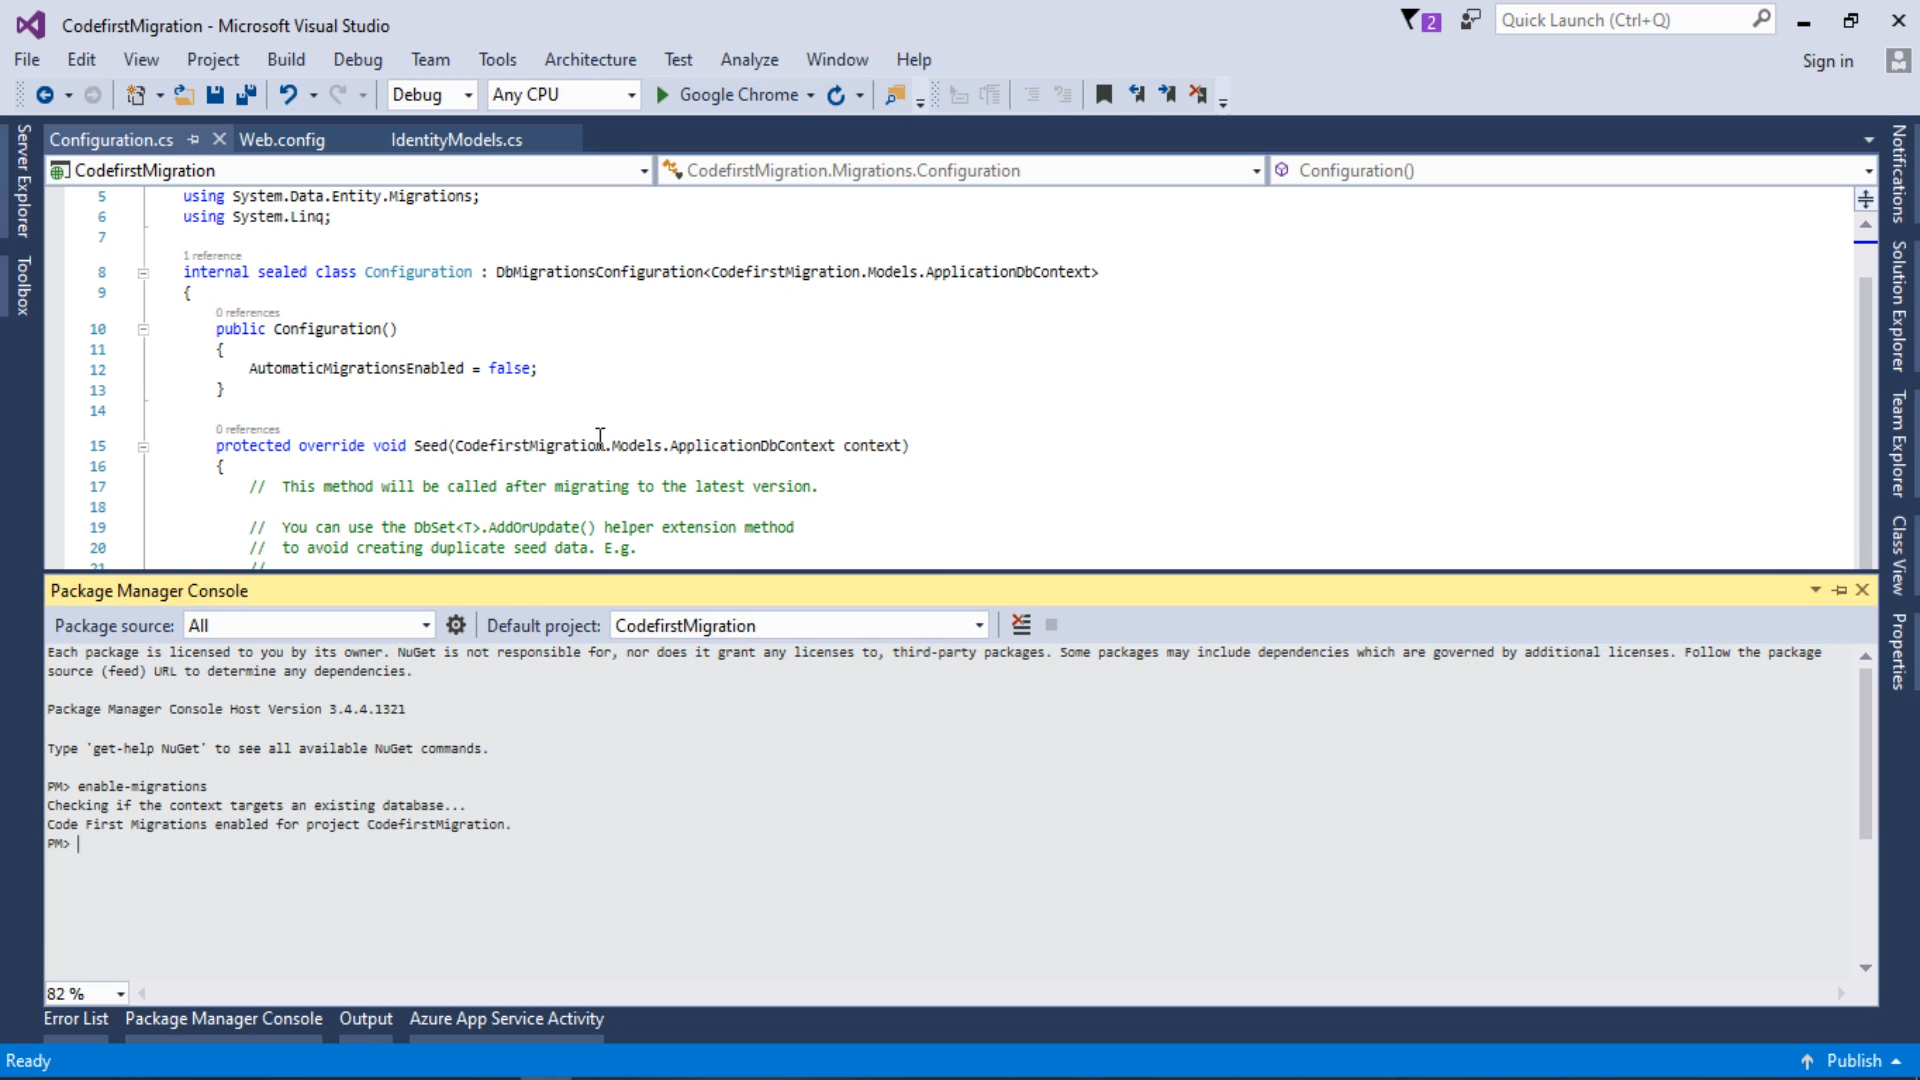 CodefirstMigration - Microsoft Visual Studio
2
Quick Launch (Ctrl+Q)
File Edit View Project Build Debug Team Tools Architecture Test Analyze Window Help
Sign in
Debug
Any CPU
Google Chrome
Configuration.cs
Web.config
IdentityModels.cs
CodefirstMigration
CodefirstMigration.Migrations.Configuration
Configuration()
Server Explorer
Toolbox
Notifications
Solution Explorer
Team Explorer
Class View
Properties
5 using System.Data.Entity.Migrations;
6 using System.Linq;
7
1 reference
8 internal sealed class Configuration : DbMigrationsConfiguration<CodefirstMigration.Models.ApplicationDbContext>
9 {
0 references
10 public Configuration()
11 {
12 AutomaticMigrationsEnabled = false;
13 }
14
0 references
15 protected override void Seed(CodefirstMigration.Models.ApplicationDbContext context)
16 {
17 // This method will be called after migrating to the latest version.
18
19 // You can use the DbSet<T>.AddOrUpdate() helper extension method
20 // to avoid creating duplicate seed data. E.g.
21 //
Package Manager Console
Package source: All
Default project: CodefirstMigration
Each package is licensed to you by its owner. NuGet is not responsible for, nor does it grant any licenses to, third-party packages. Some packages may include dependencies which are governed by additional licenses. Follow the package
source (feed) URL to determine any dependencies.
Package Manager Console Host Version 3.4.4.1321
Type 'get-help NuGet' to see all available NuGet commands.
PM> enable-migrations
Checking if the context targets an existing database...
Code First Migrations enabled for project CodefirstMigration.
PM>
82 %
Error List
Package Manager Console
Output
Azure App Service Activity
Ready
Publish